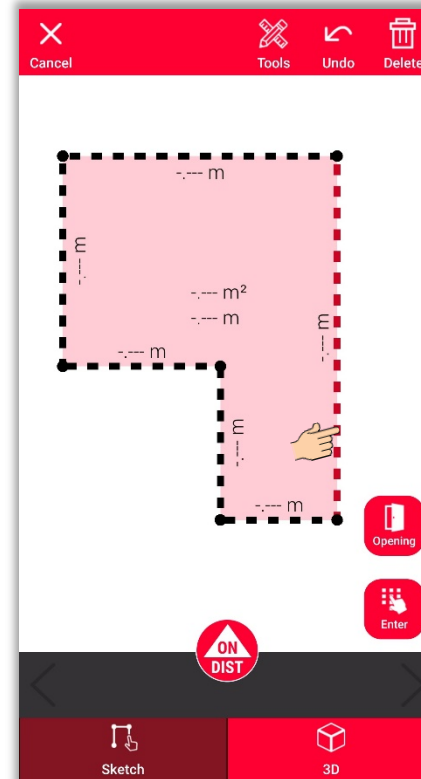 Cancel
Tools
Undo
Delete
-.--- m
-.--- m
-.--- m²
-.--- m
-.--- m
-.--- m
-.--- m
-.--- m
Opening
Enter
ON
DIST
Sketch
3D